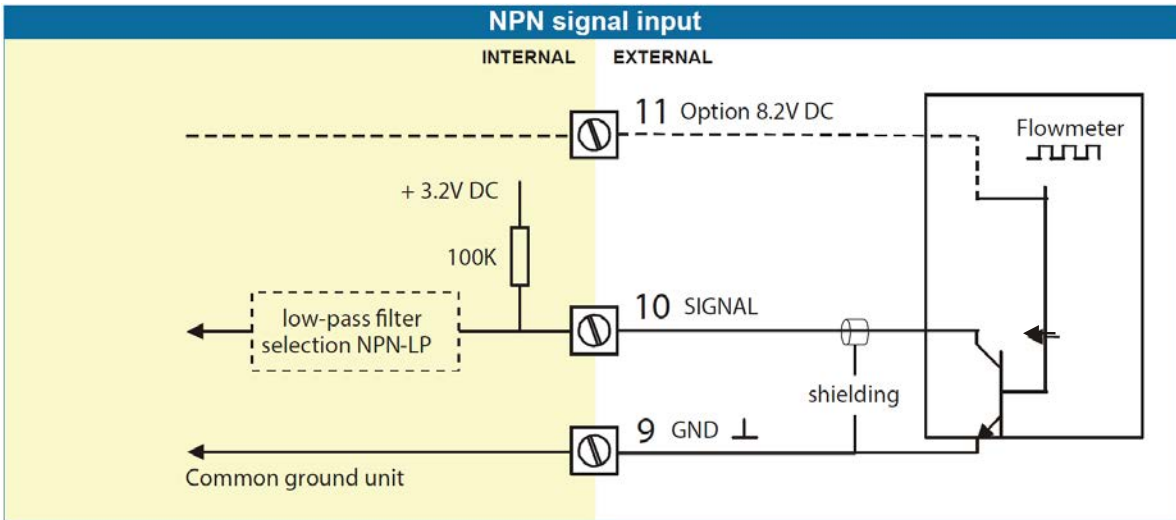 NPN signal input
INTERNAL
EXTERNAL
11 Option 8.2V DC
Flowmeter
+ 3.2V DC
100K
10 SIGNAL
low-pass filter
selection NPN-LP
shielding
9 GND
Common ground unit